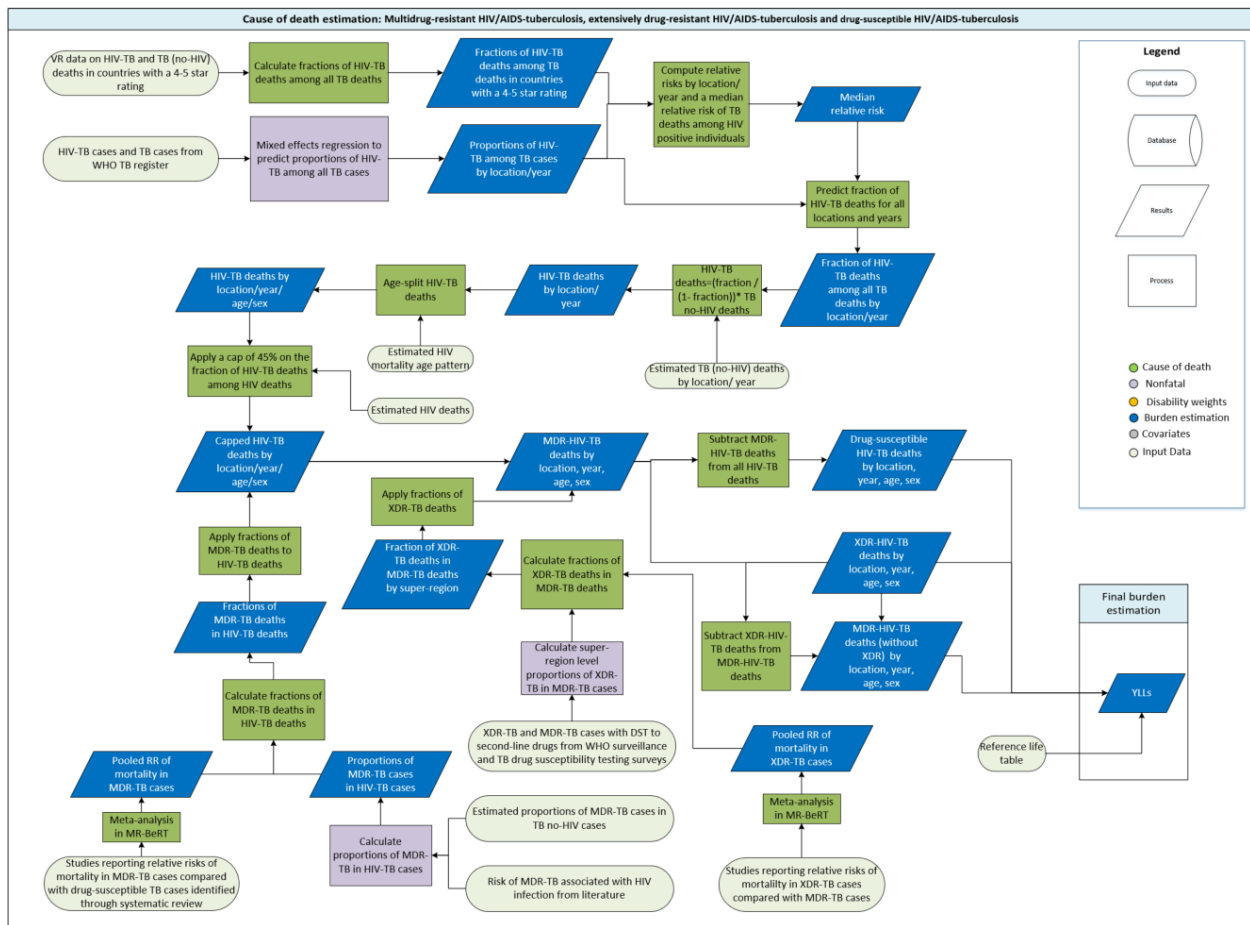 Cause of death estimation: Multidrug-resistant HIV/AIDS-tuberculosis, extensively drug-resistant HIV/AIDS-tuberculosis and drug-susceptible HIV/AIDS-tuberculosis
VR data on HIV-TB and TB (no-HIV)
deaths in countries with a 4-5 star
rating
Calculate fractions of HIV-TB
deaths among all TB deaths
Fractions of HIV-TB
deaths among TB
deaths in countries
with a 4-5 star rating
Compute relative
risks by location/
year and a median
relative risk of TB
deaths among HIV
positive individuals
Median
relative risk
HIV-TB cases and TB cases from
WHO TB register
Mixed effects regression to
predict proportions of HIV-
TB among all TB cases
Proportions of HIV-
TB among TB cases
by location/year
Predict fraction of
HIV-TB deaths for all
locations and years
HIV-TB deaths by
location/year/
age/sex
Age-split HIV-TB
deaths
HIV-TB deaths by
location/
year
HIV-TB
deaths=(fraction /
(1- fraction))* TB
no-HIV deaths
Fraction of HIV-
TB deaths
among all TB
deaths by
location/year
Estimated HIV
mortality age pattern
Estimated TB (no-HIV) deaths
by location/ year
Apply a cap of 45% on the
fraction of HIV-TB deaths
among HIV deaths
Estimated HIV deaths
Capped HIV-TB
deaths by
location/year/
age/sex
MDR-HIV-TB
deaths by
location, year,
age, sex
Subtract MDR-
HIV-TB deaths
from all HIV-TB
deaths
Drug-susceptible
HIV-TB deaths
by location,
year, age, sex
Apply fractions of
XDR-TB deaths
Apply fractions of
MDR-TB deaths to
HIV-TB deaths
Fraction of XDR-
TB deaths in
MDR-TB deaths
by super-region
Calculate fractions of
XDR-TB deaths in
MDR-TB deaths
XDR-HIV-TB
deaths by
location, year,
age, sex
Fractions of
MDR-TB deaths
in HIV-TB deaths
Calculate super-
region level
proportions of XDR-
TB in MDR-TB cases
Subtract XDR-HIV-
TB deaths from
MDR-HIV-TB
deaths
MDR-HIV-TB
deaths (without
XDR) by
location, year,
age, sex
Calculate fractions of
MDR-TB deaths in
HIV-TB deaths
XDR-TB and MDR-TB cases with DST to
second-line drugs from WHO surveillance
and TB drug susceptibility testing surveys
Pooled RR of
mortality in
MDR-TB cases
Proportions of
MDR-TB cases
in HIV-TB cases
Pooled RR of
mortality in
XDR-TB cases
Meta-analysis
in MR-BeRT
Calculate
proportions of MDR-
TB in HIV-TB cases
Estimated proportions of MDR-TB cases in
TB no-HIV cases
Meta-analysis
in MR-BeRT
Studies reporting relative risks of
mortality in MDR-TB cases compared
with drug-susceptible TB cases identified
through systematic review
Risk of MDR-TB associated with HIV
infection from literature
Studies reporting relative risks of
mortality in XDR-TB cases
compared with MDR-TB cases
Final burden
estimation
YLLs
Reference life
table
Legend
Input data
Database
Results
Process
Cause of death
Nonfatal
Disability weights
Burden estimation
Covariates
Input Data